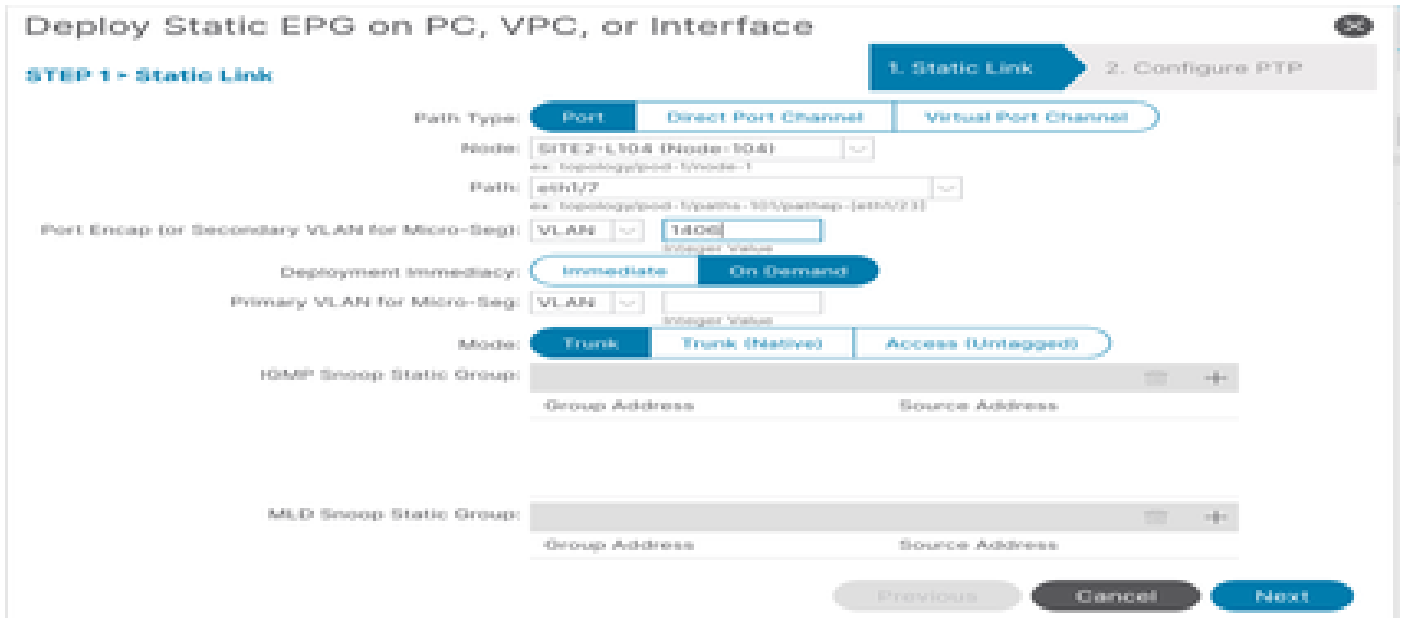 Deploy Static EPG on PC, VPC, or Interface
STEP 1 > Static Link
1. Static Link
2. Configure PTP
Path Type: Port Direct Port Channel Virtual Port Channel
Node: SITE2-L104 (Node-104)
ex: topology/pod-1/node-1
Path: eth1/7
ex: topology/pod-1/paths-101/pathep-[eth1/23]
Port Encap (or Secondary VLAN for Micro-Seg): VLAN 1406
Integer Value
Deployment Immediacy: Immediate On Demand
Primary VLAN for Micro-Seg: VLAN
Integer Value
Mode: Trunk Trunk (Native) Access (Untagged)
IGMP Snoop Static Group:
Group Address Source Address
MLD Snoop Static Group:
Group Address Source Address
Previous Cancel Next